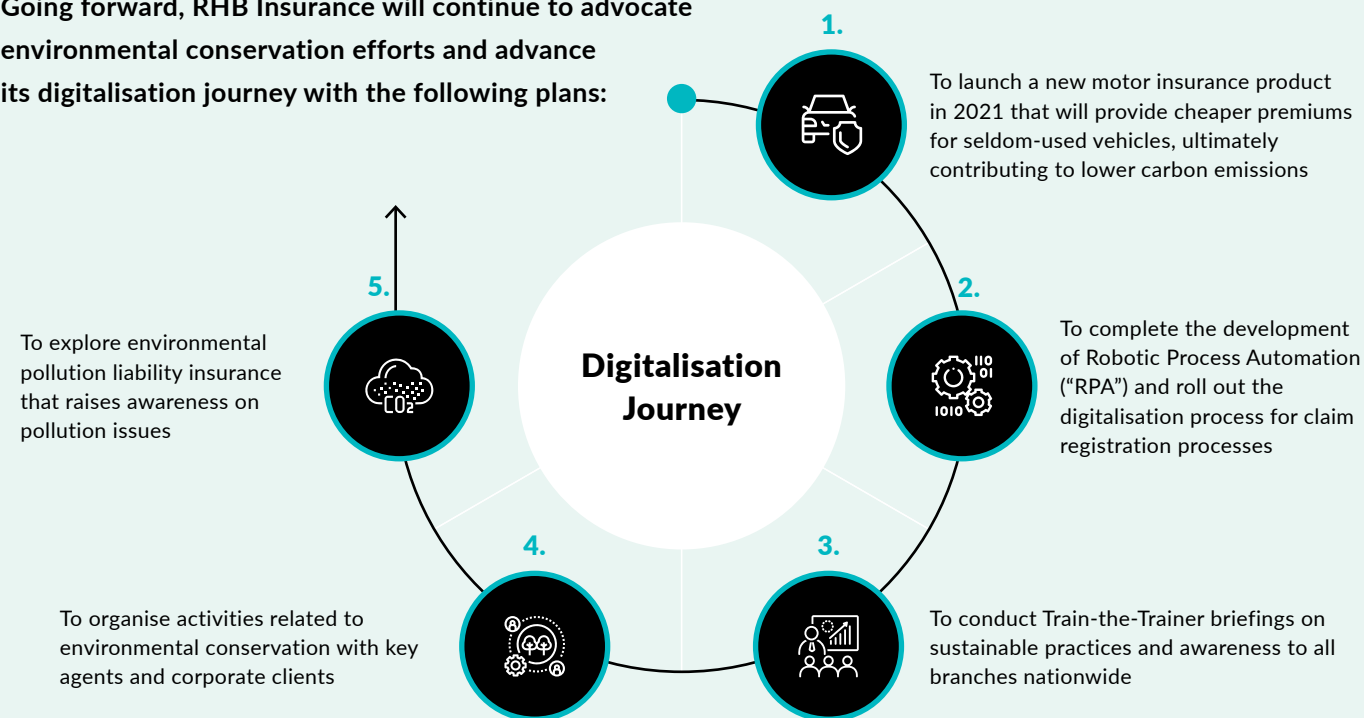 Going forward, RHB Insurance will continue to advocate
environmental conservation efforts and advance
its digitalisation journey with the following plans:
1.
To launch a new motor insurance product
in 2021 that will provide cheaper premiums
for seldom-used vehicles, ultimately
contributing to lower carbon emissions
2.
110
01
1010
To complete the development
of Robotic Process Automation
(“RPA”) and roll out the
digitalisation process for claim
registration processes
Digitalisation
Journey
3.
To conduct Train-the-Trainer briefings on
sustainable practices and awareness to all
branches nationwide
4.
To organise activities related to
environmental conservation with key
agents and corporate clients
5.
CO2
To explore environmental
pollution liability insurance
that raises awareness on
pollution issues